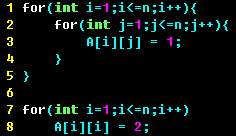 1 for(int i=1;i<=n;i++){
2     for(int j=1;j<=n;j++){
3         A[i][j] = 1;
4     }
5 }
6
7 for(int i=1;i<=n;i++)
8     A[i][i] = 2;